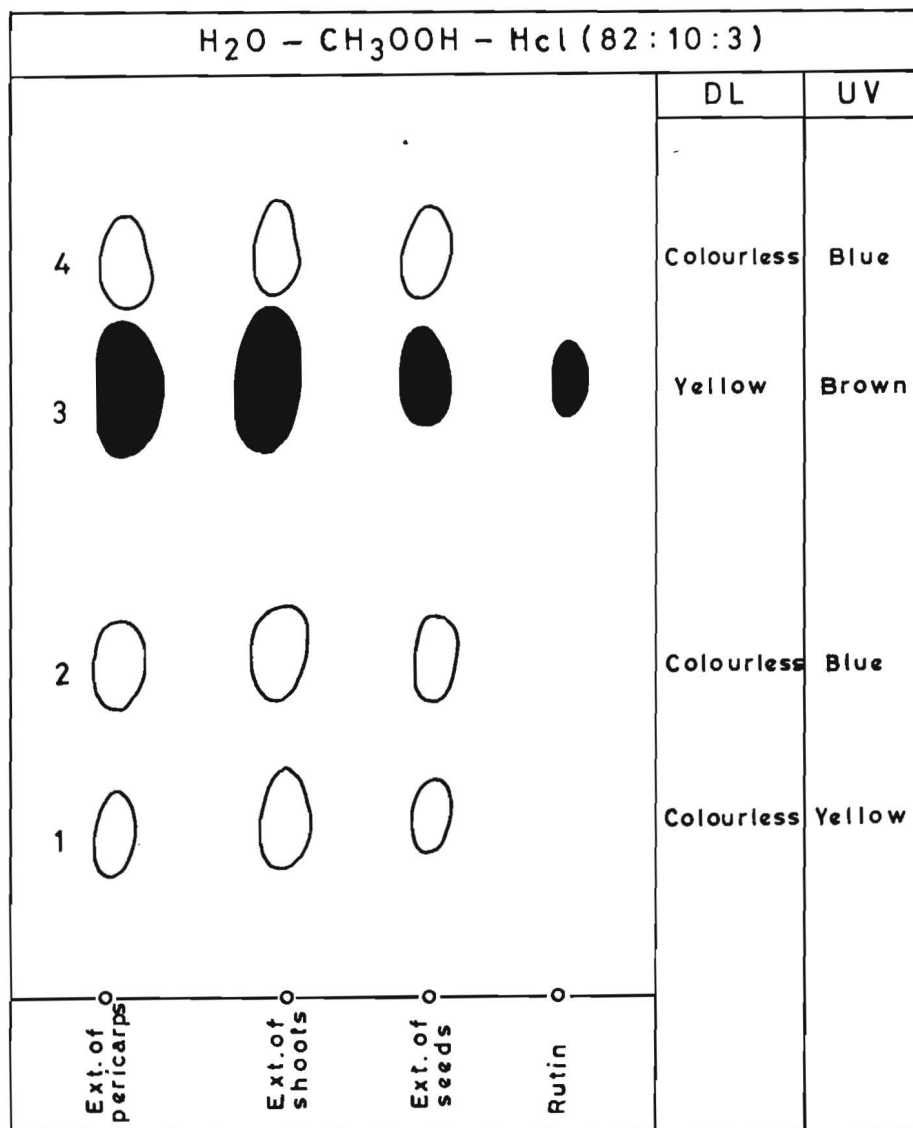 H₂O – CH₃OOH – Hcl (82:10:3)
DL UV
4 Colourless Blue
3 Yellow Brown
2 Colourless Blue
1 Colourless Yellow
Ext. of
pericarps
Ext. of
shoots
Ext. of
seeds
Rutin